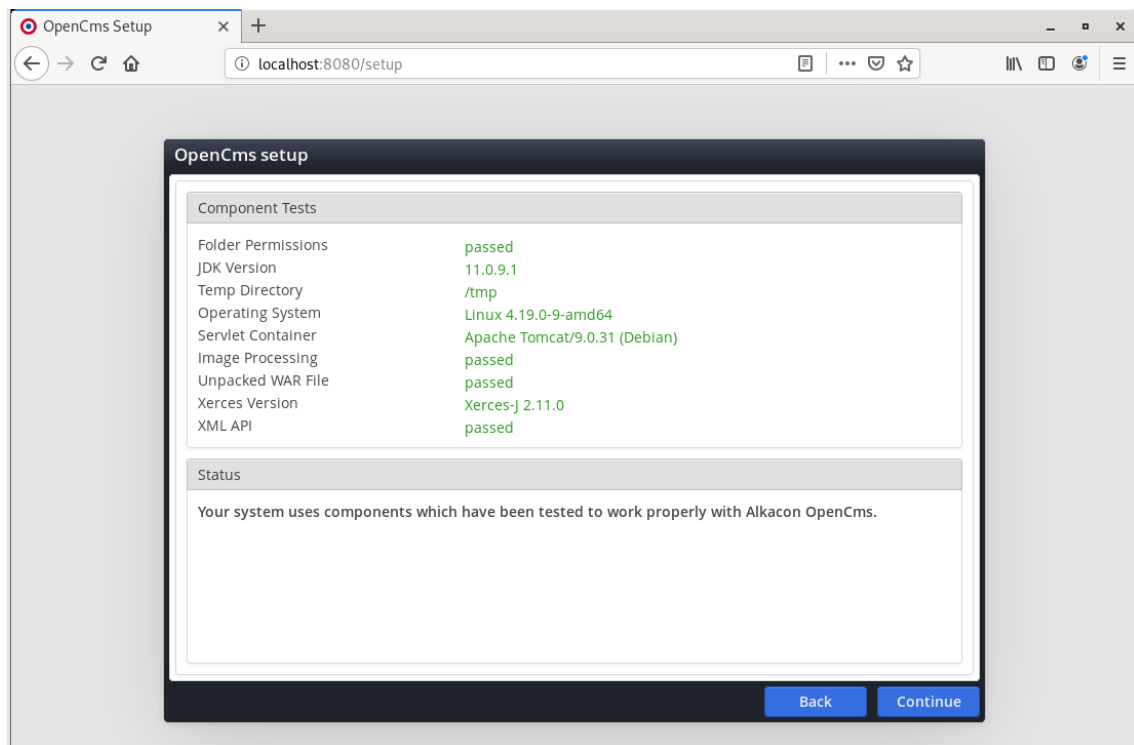 OpenCms Setup
localhost:8080/setup
OpenCms setup
Component Tests
Folder Permissions passed
JDK Version 11.0.9.1
Temp Directory /tmp
Operating System Linux 4.19.0-9-amd64
Servlet Container Apache Tomcat/9.0.31 (Debian)
Image Processing passed
Unpacked WAR File passed
Xerces Version Xerces-J 2.11.0
XML API passed
Status
Your system uses components which have been tested to work properly with Alkacon OpenCms.
Back Continue